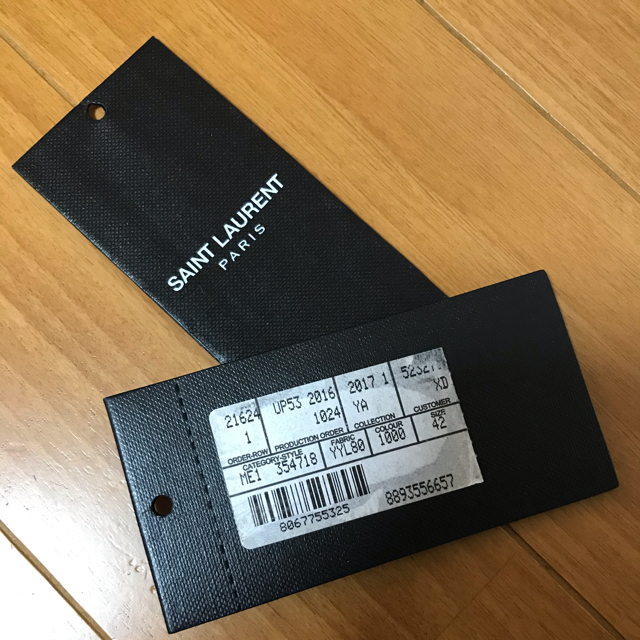 SAINT LAURENT
PARIS
21624 UP53 2016 2017 1
1 1024 YA XD
ORDER-ROW PRODUCTION ORDER COLLECTION CUSTOMER
CATEGORY-STYLE FABRIC COLOUR SIZE
ME1 354718 YYL80 1000 42
8067755325 8893556657